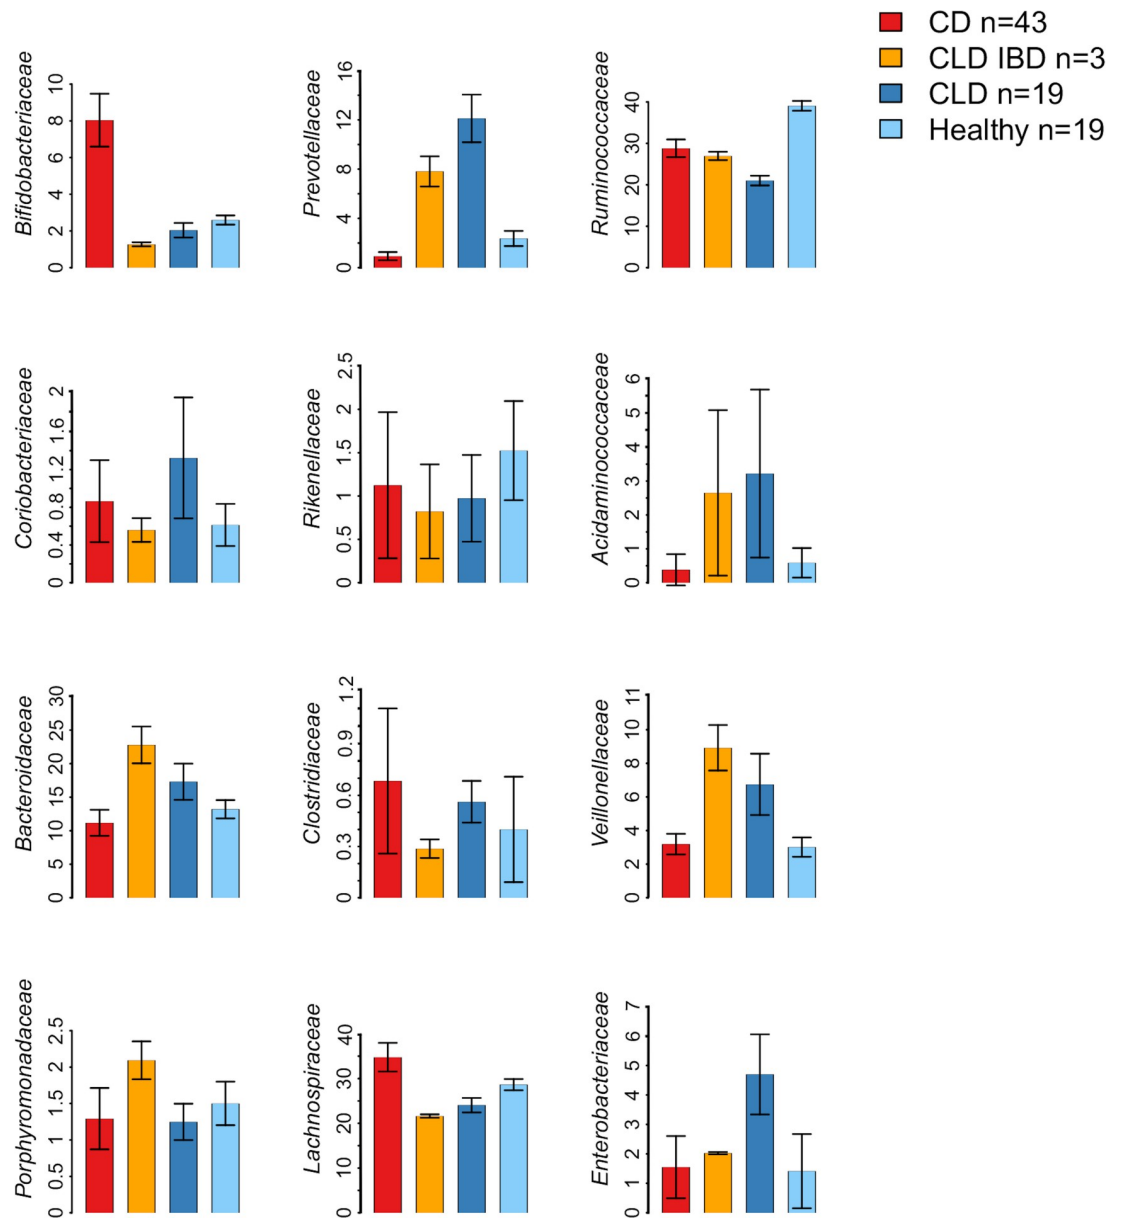 CD n=43
CLD IBD n=3
CLD n=19
Healthy n=19
Bifidobacteriaceae
0 2 4 6 8 10
Prevotellaceae
0 4 8 12 16
Ruminococcaceae
0 10 20 30 40
Coriobacteriaceae
0 0.4 0.8 1.2 1.6 2
Rikenellaceae
0 0.5 1 1.5 2 2.5
Acidaminococcaceae
0 1 2 3 4 5 6
Bacteroidaceae
0 5 10 15 20 25 30
Clostridiaceae
0 0.3 0.6 0.9 1.2
Veillonellaceae
0 2 4 6 8 10 11
Porphyromonadaceae
0 0.5 1 1.5 2 2.5
Lachnospiraceae
0 10 20 30 40
Enterobacteriaceae
0 1 2 3 4 5 6 7